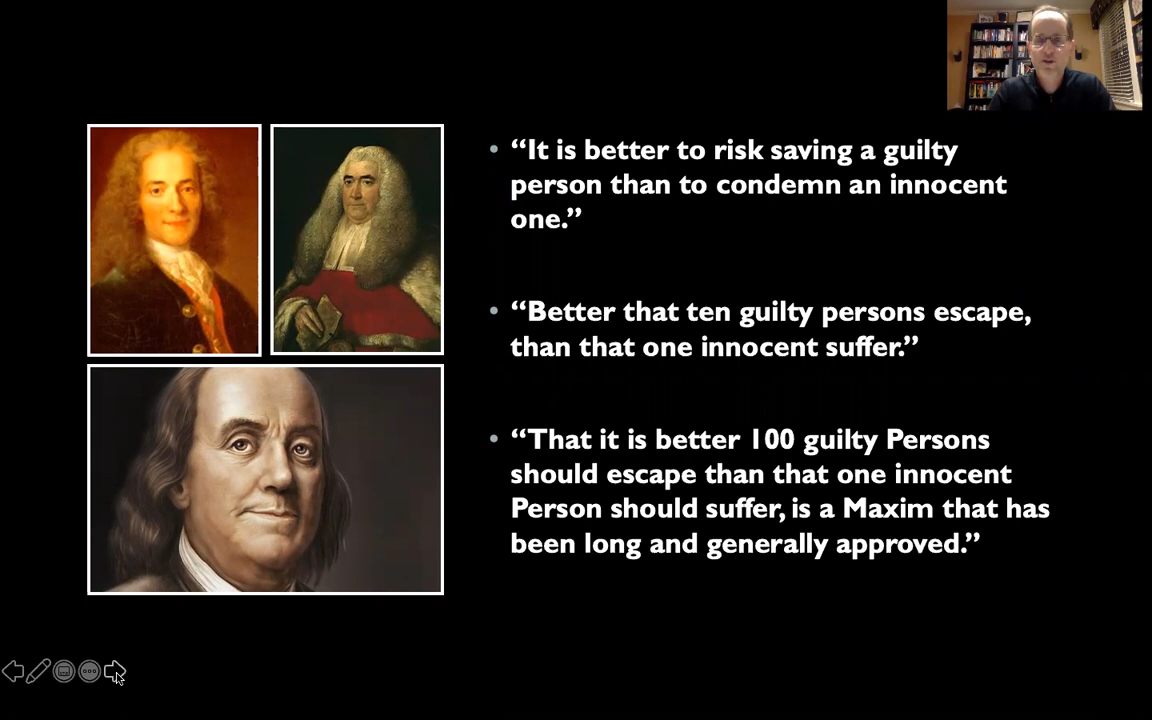 “It is better to risk saving a guilty
person than to condemn an innocent
one.”
“Better that ten guilty persons escape,
than that one innocent suffer.”
“That it is better 100 guilty Persons
should escape than that one innocent
Person should suffer, is a Maxim that has
been long and generally approved.”